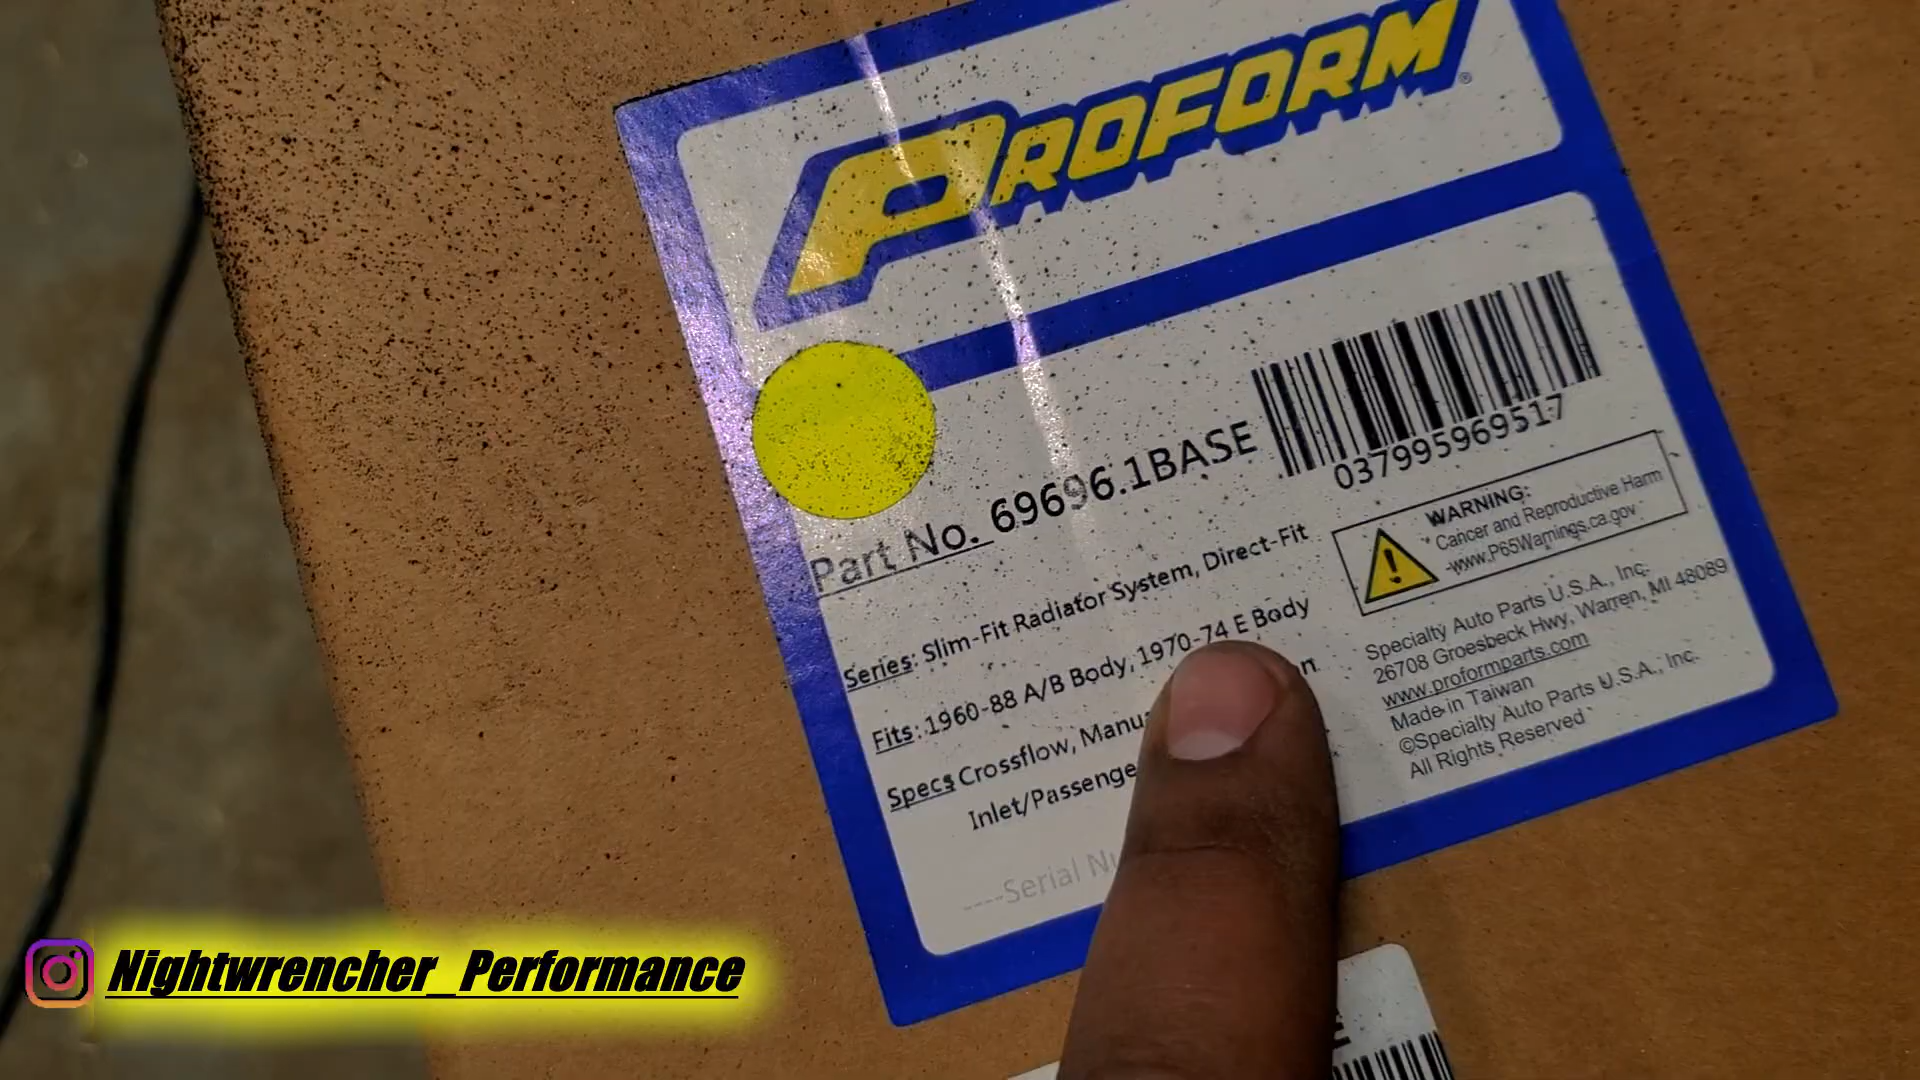 PROFORM®
Part No. 69696.1BASE
037995969517
WARNING:
Cancer and Reproductive Harm
-www.P65Warnings.ca.gov
Series: Slim-Fit Radiator System, Direct-Fit
Fits: 1960-88 A/B Body, 1970-74 E Body
Specs Crossflow, Manu
Inlet/Passenge
----Serial Nu
Specialty Auto Parts U.S.A., Inc.
26708 Groesbeck Hwy, Warren, MI 48089
www.proformparts.com
Made in Taiwan
©Specialty Auto Parts U.S.A., Inc.
All Rights Reserved
Nightwrencher_Performance